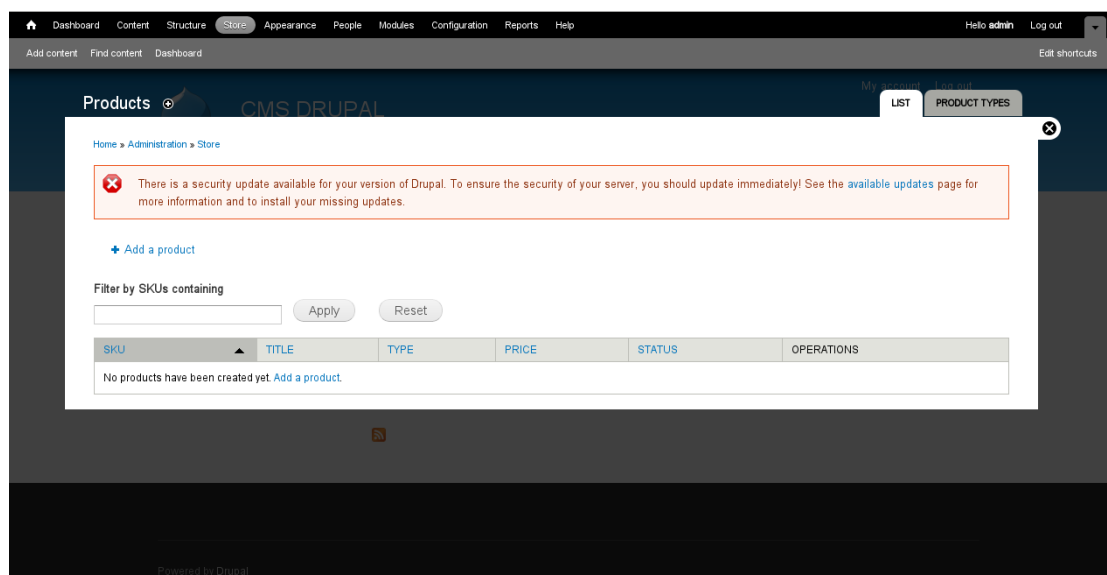 Dashboard Content Structure Store Appearance People Modules Configuration Reports Help Hello admin Log out
Add content Find content Dashboard Edit shortcuts
My account Log out
Products CMS DRUPAL LIST PRODUCT TYPES
Home » Administration » Store
There is a security update available for your version of Drupal. To ensure the security of your server, you should update immediately! See the available updates page for
more information and to install your missing updates.
Add a product
Filter by SKUs containing
Apply Reset
SKU TITLE TYPE PRICE STATUS OPERATIONS
No products have been created yet. Add a product.
Powered by Drupal